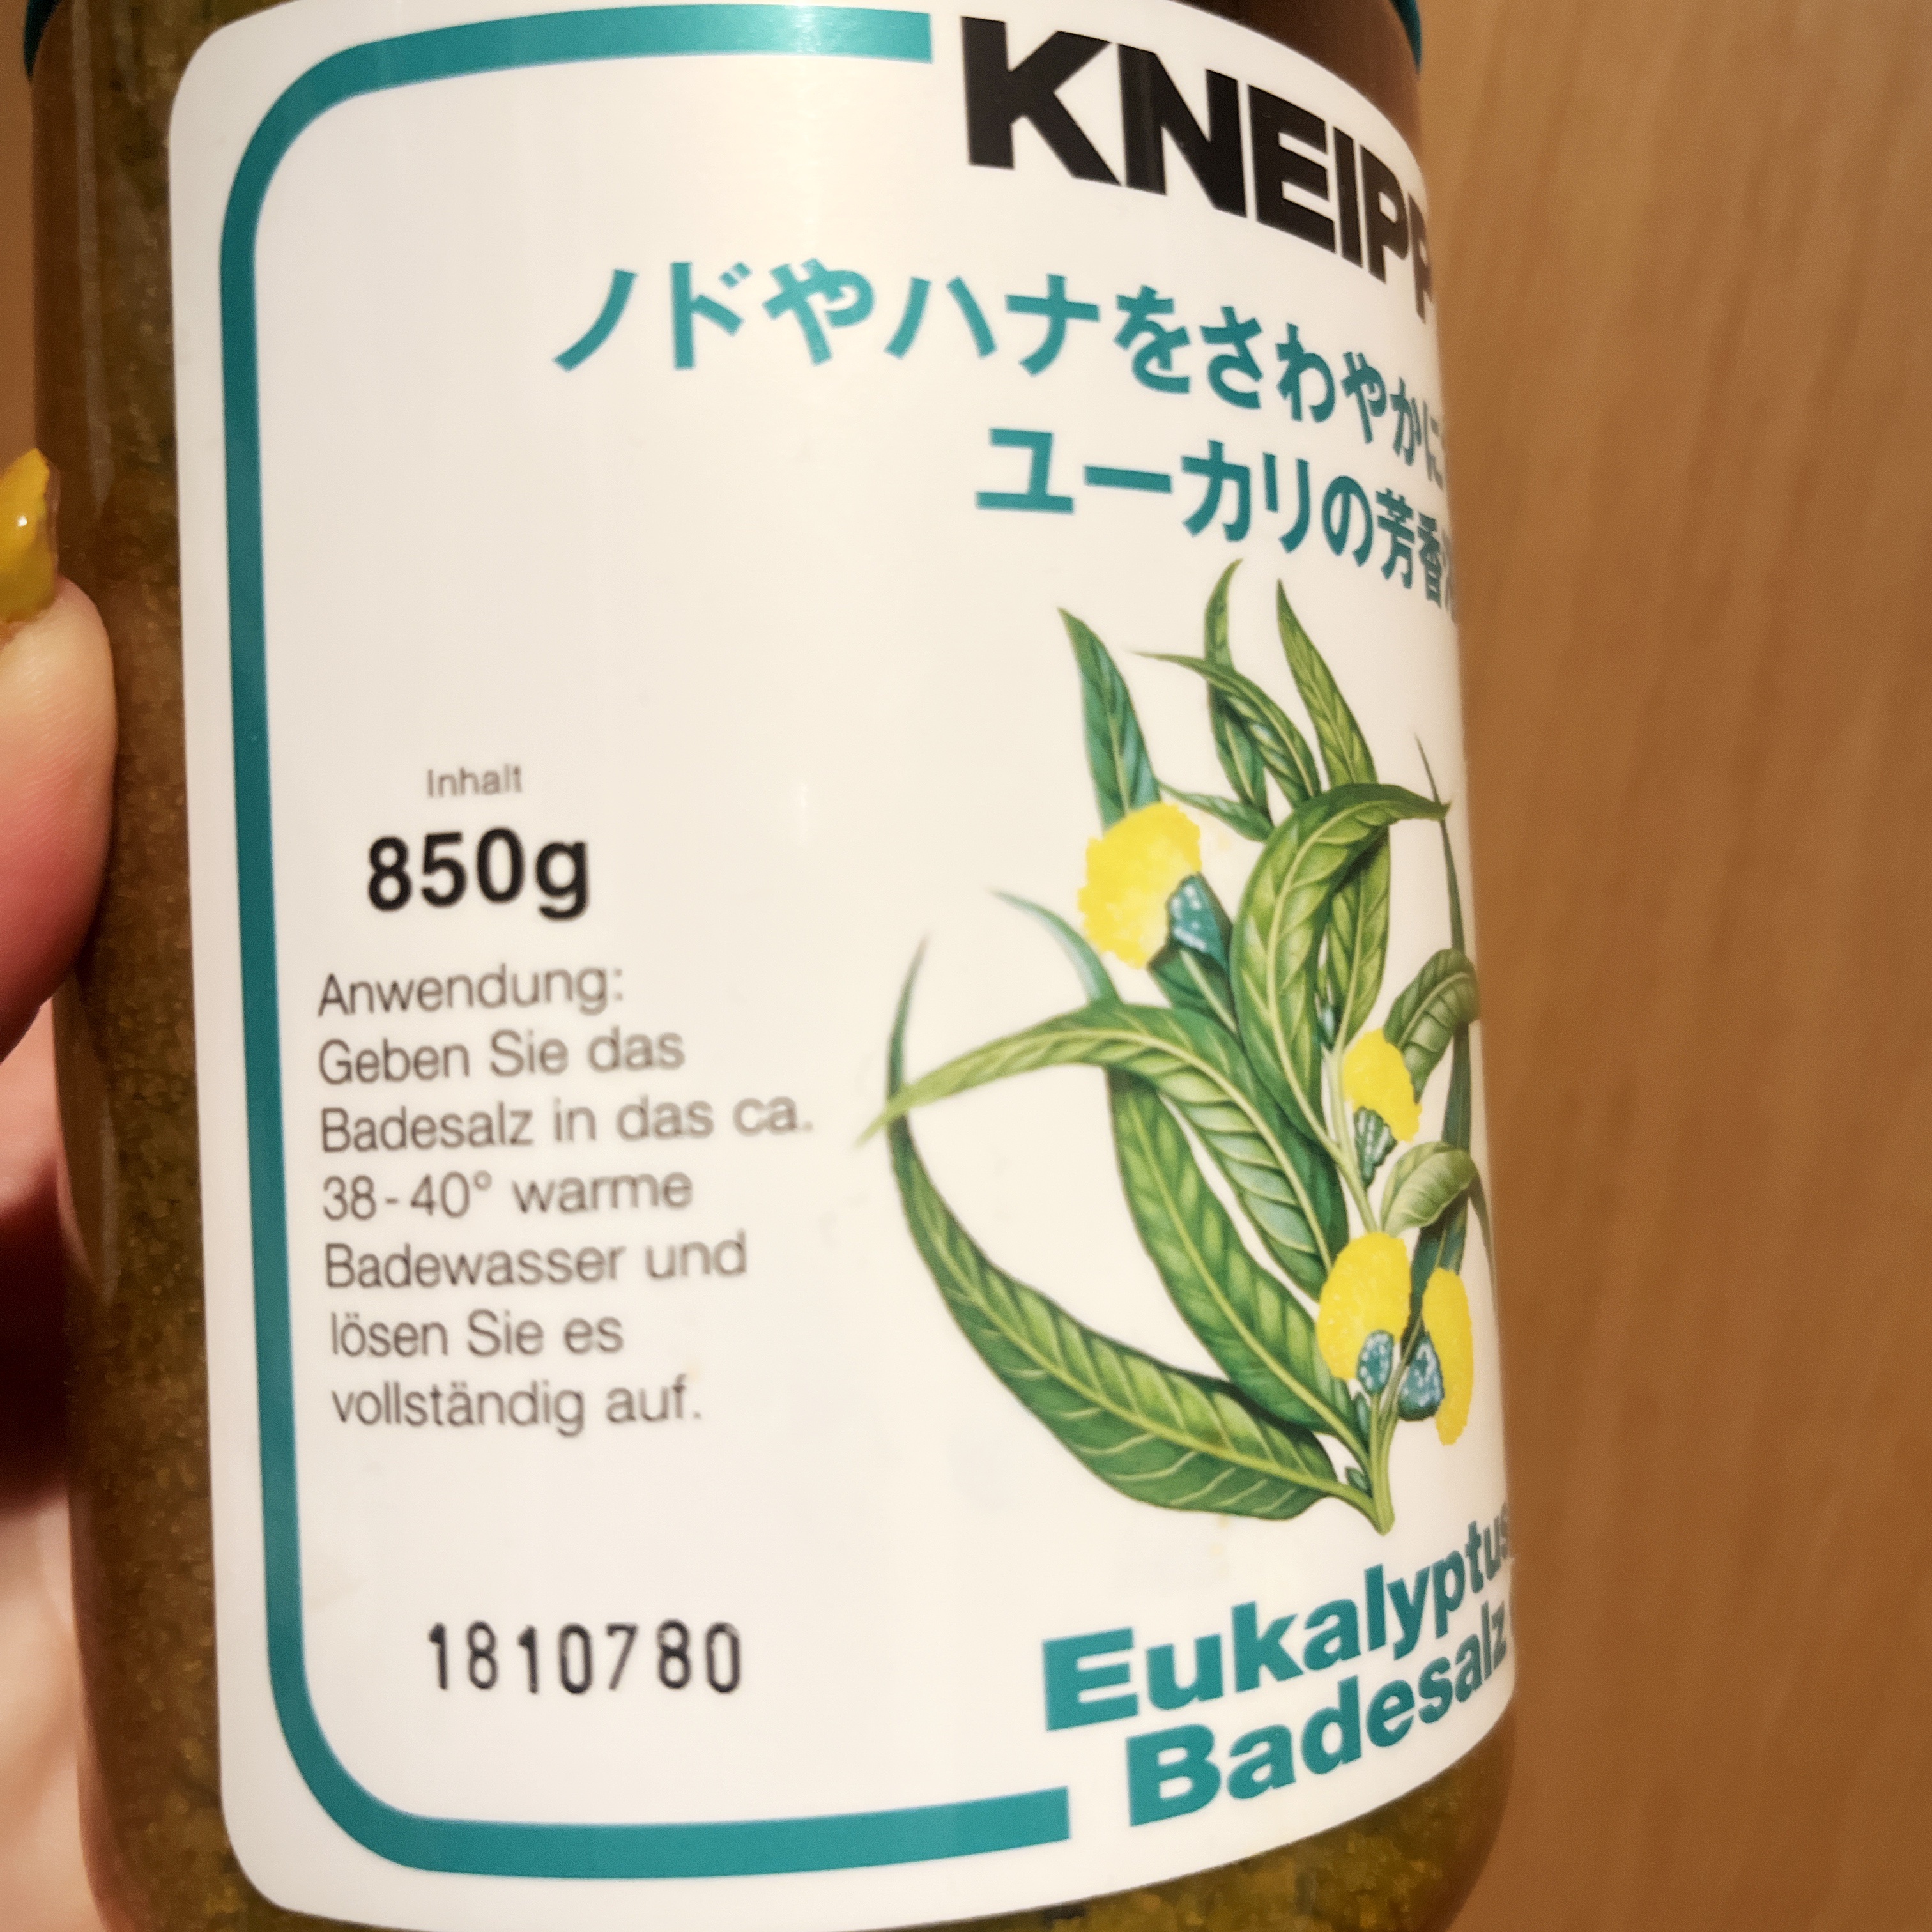 KNEIPP
ノドやハナをさわやかに
ユーカリの芳香
Inhalt
850g
Anwendung:
Geben Sie das
Badesalz in das ca.
38-40° warme
Badewasser und
lösen Sie es
vollständig auf.
1810780
Eukalyptus
Badesalz